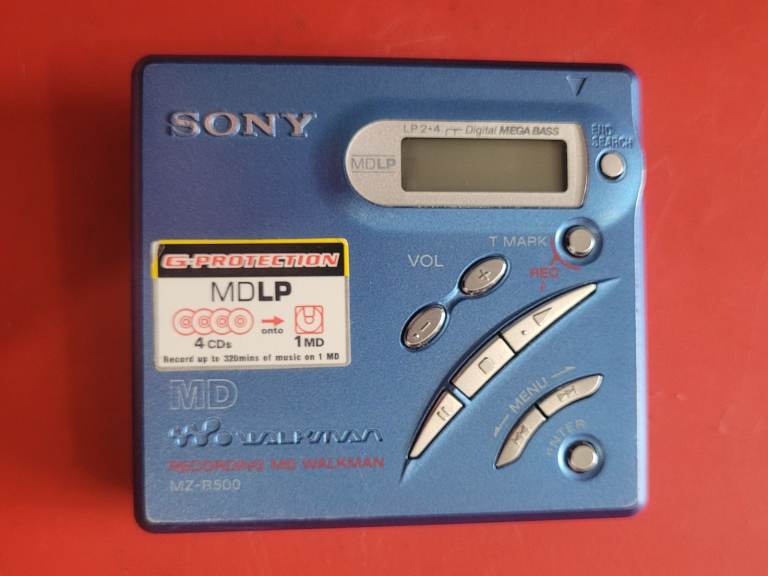 SONY
LP2•4 Digital MEGA BASS
MDLP
END
SEARCH
T MARK
REC
VOL
+
-
G-PROTECTION
MDLP
4 CDs onto 1 MD
Record up to 320mins of music on 1 MD
MENU
ENTER
MD
WALKMAN
RECORDING MD WALKMAN
MZ-R500